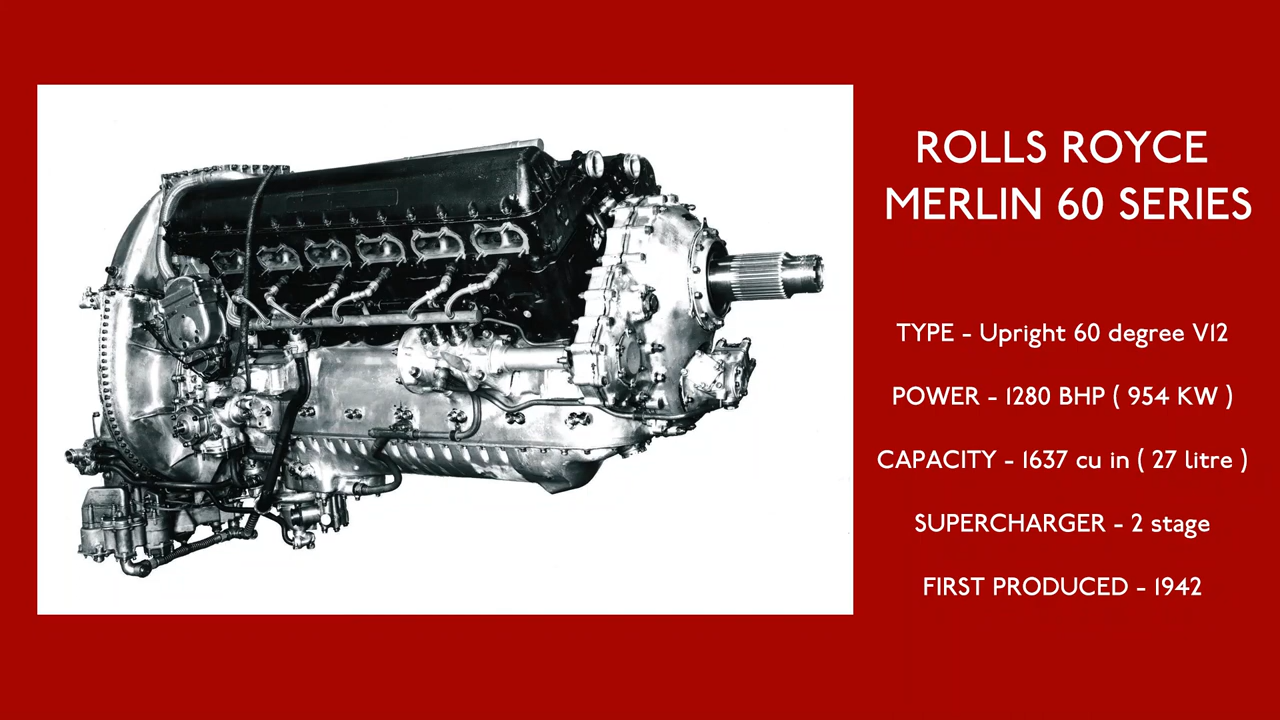 ROLLS ROYCE
MERLIN 60 SERIES
TYPE - Upright 60 degree V12
POWER - 1280 BHP ( 954 KW )
CAPACITY - 1637 cu in ( 27 litre )
SUPERCHARGER - 2 stage
FIRST PRODUCED - 1942